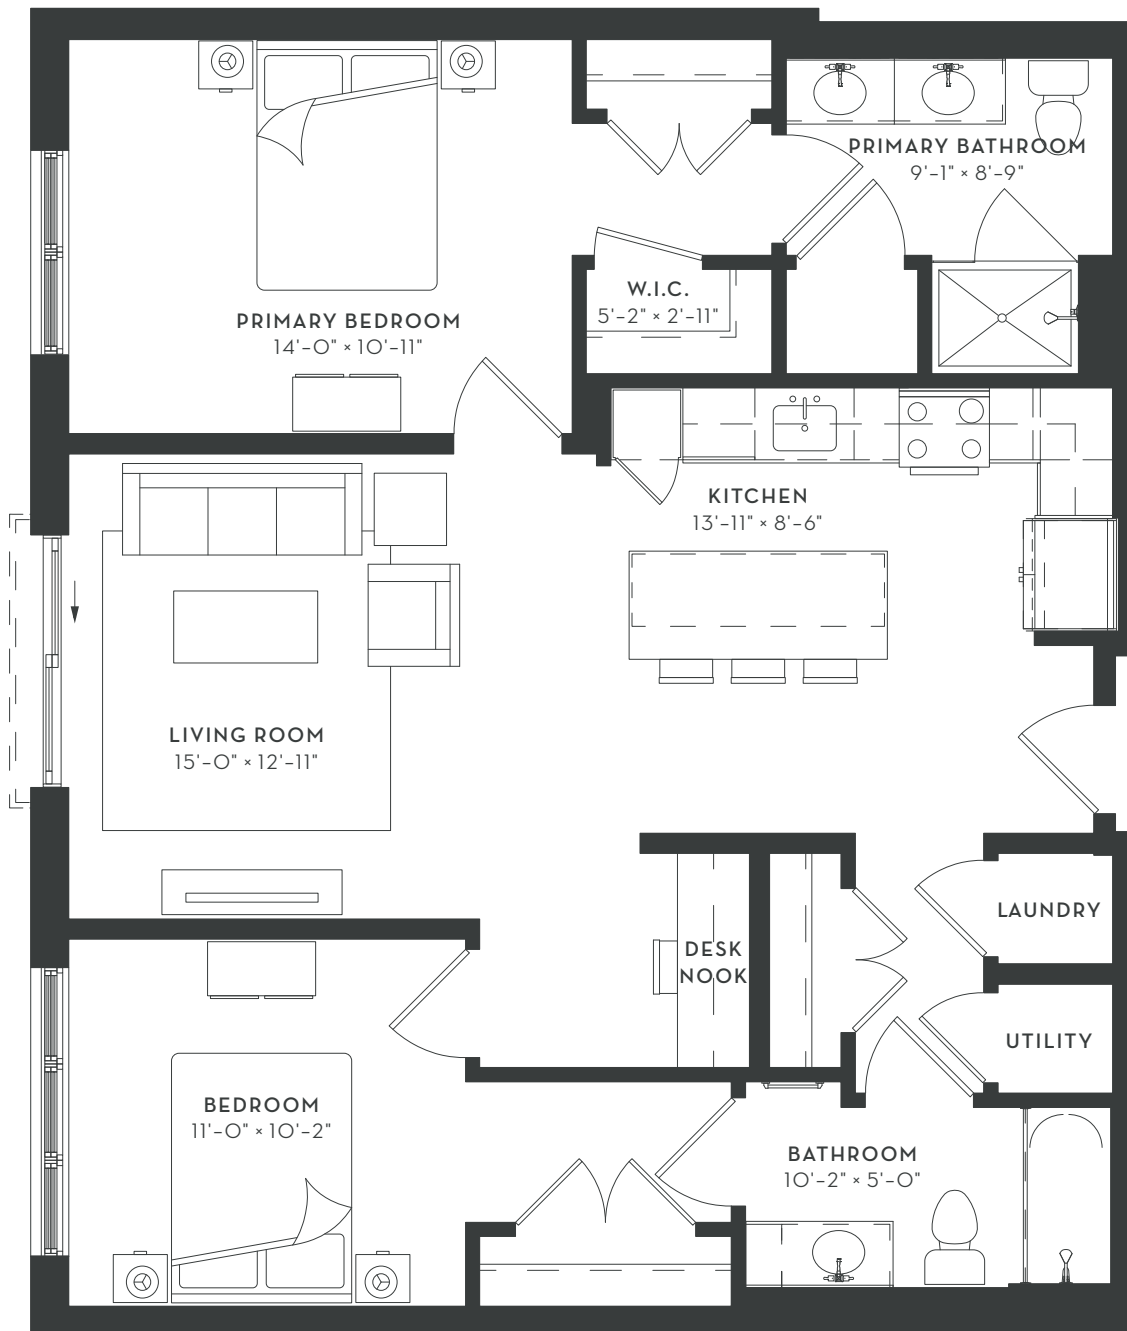 PRIMARY BATHROOM
9'-1" × 8'-9"
W.I.C.
5'-2" × 2'-11"
PRIMARY BEDROOM
14'-0" × 10'-11"
KITCHEN
13'-11" × 8'-6"
LIVING ROOM
15'-0" × 12'-11"
LAUNDRY
DESK
NOOK
UTILITY
BEDROOM
11'-0" × 10'-2"
BATHROOM
10'-2" × 5'-0"